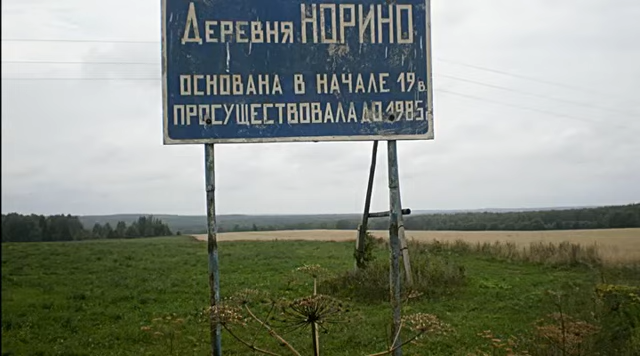 Деревня НОРИНО
ОСНОВАНА В НАЧАЛЕ 19в
ПРОСУЩЕСТВОВАЛА ДО 1985г